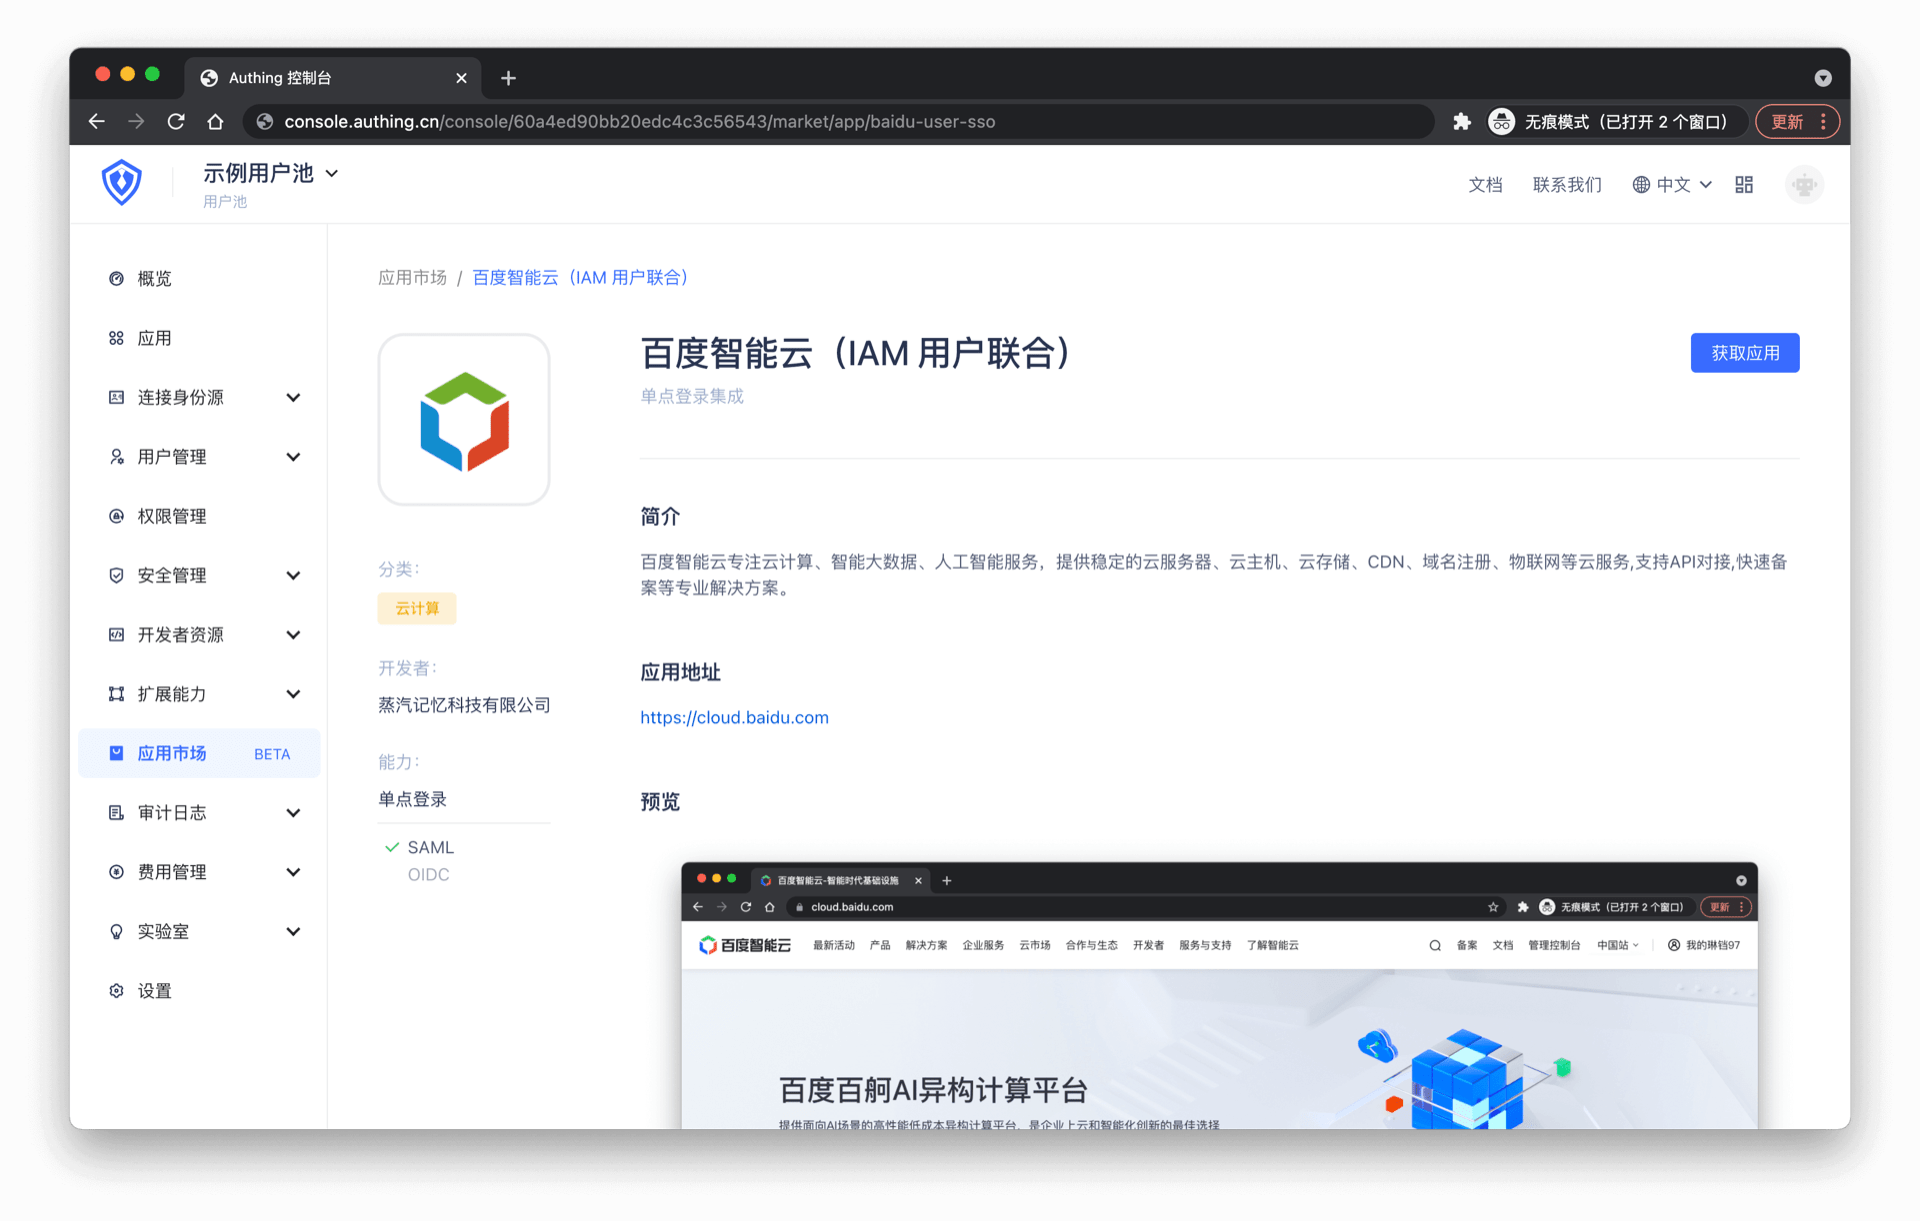 Authing 控制台
console.authing.cn/console/60a4ed90bb20edc4c3c56543/market/app/baidu-user-sso
无痕模式（已打开 2 个窗口）
更新
示例用户池
用户池
文档
联系我们
中文
概览
应用
连接身份源
用户管理
权限管理
安全管理
开发者资源
扩展能力
应用市场 BETA
审计日志
费用管理
实验室
设置
应用市场 / 百度智能云（IAM 用户联合）
百度智能云（IAM 用户联合）
单点登录集成
获取应用
分类：
云计算
开发者：
蒸汽记忆科技有限公司
能力：
单点登录
SAML
OIDC
简介
百度智能云专注云计算、智能大数据、人工智能服务，提供稳定的云服务器、云主机、云存储、CDN、域名注册、物联网等云服务,支持API对接,快速备
案等专业解决方案。
应用地址
https://cloud.baidu.com
预览
百度智能云-智能时代基础设施
cloud.baidu.com
无痕模式（已打开 2 个窗口）
更新
百度智能云
最新活动 产品 解决方案 企业服务 云市场 合作与生态 开发者 服务与支持 了解智能云
备案 文档 管理控制台 中国站 我的琳铛97
百度百舸AI异构计算平台
提供面向AI场景的高性能低成本异构计算平台，是企业上云和智能化创新的最佳选择